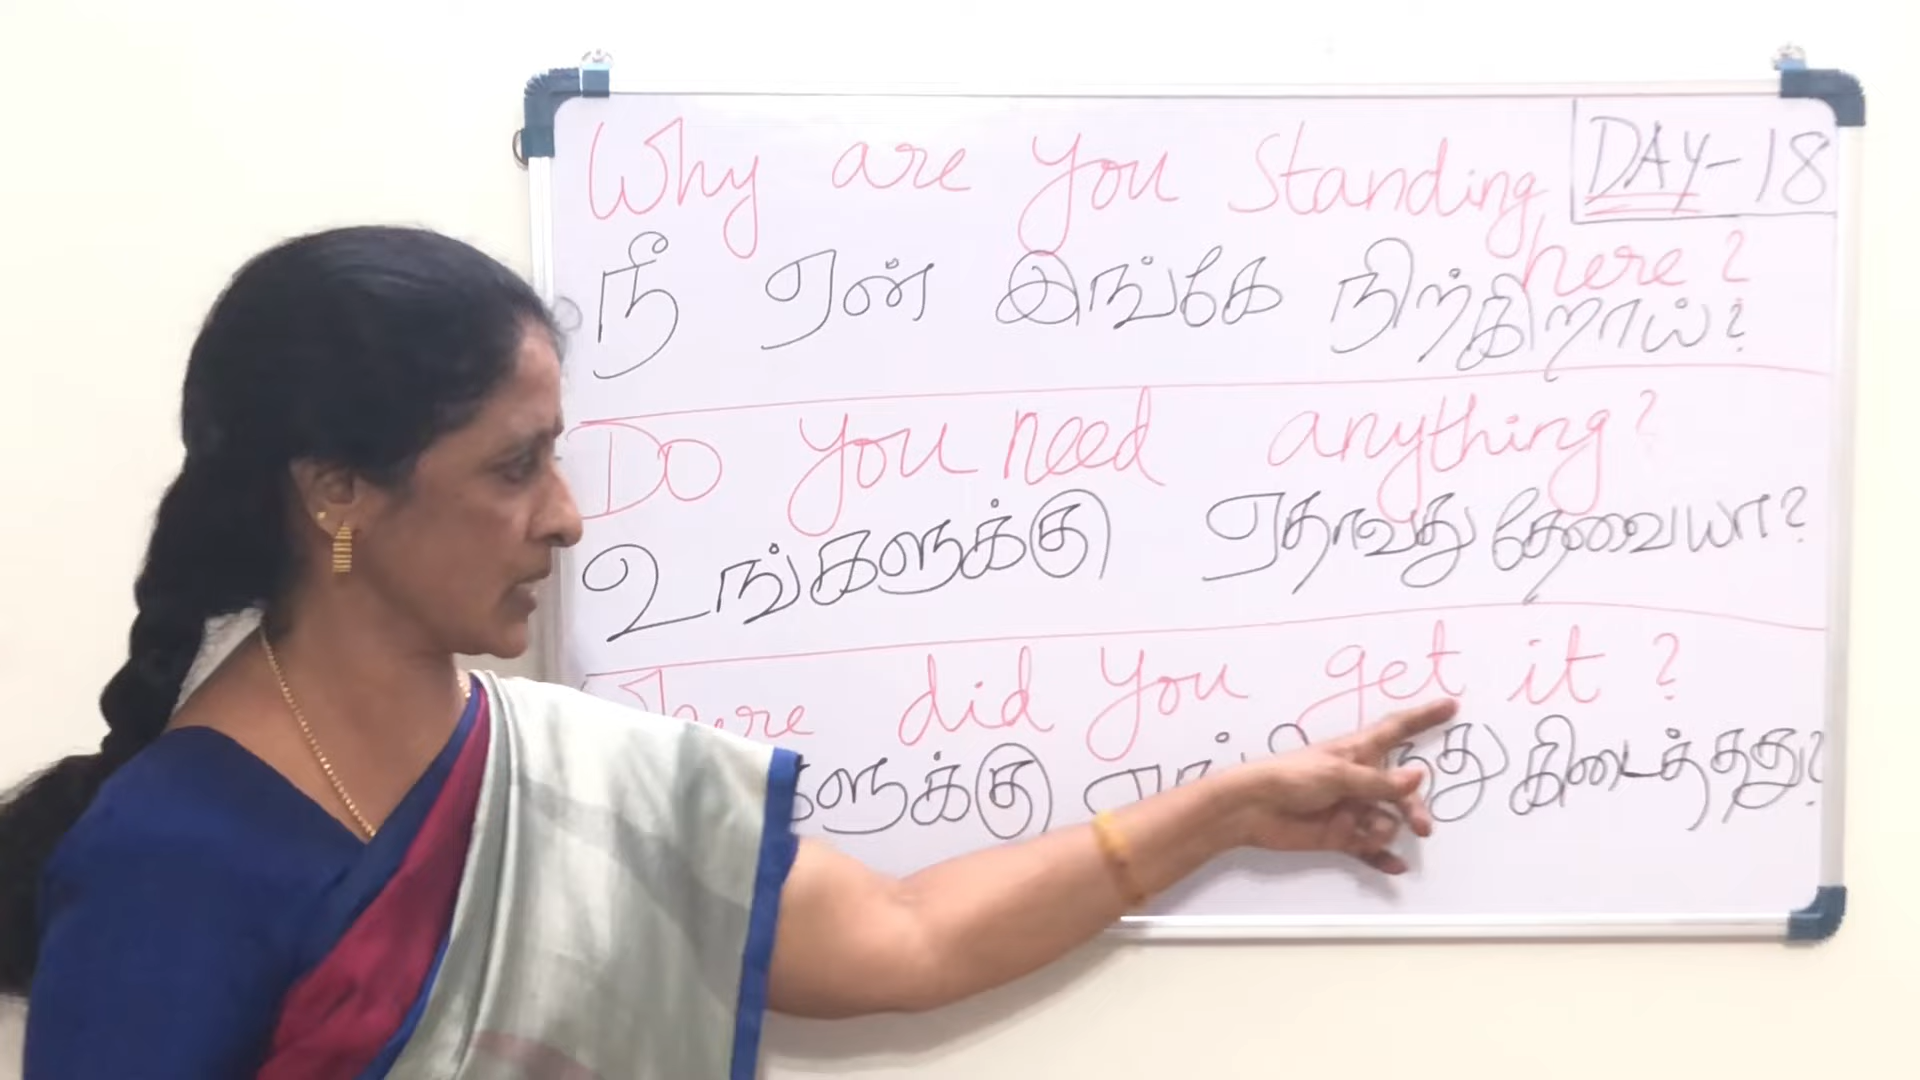 Why are you standing
DAY-18
here?
நீ ஏன் இங்கே நிற்கிறாய்?
Do you need anything?
உங்களுக்கு ஏதாவது தேவையா?
did you get it?
கிடைத்தது?